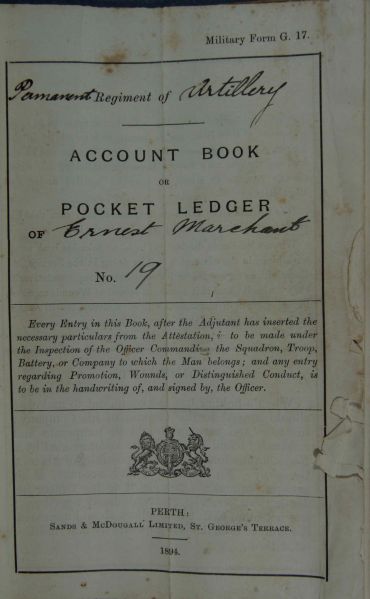 Military Form G. 17.
Permanent Regiment of Artillery
ACCOUNT BOOK
OR
POCKET LEDGER
OF Ernest Marchant
No. 19
Every Entry in this Book, after the Adjutant has inserted the
necessary particulars from the Attestation, is to be made under
the Inspection of the Officer Commanding the Squadron, Troop,
Battery, or Company to which the Man belongs; and any entry
regarding Promotion, Wounds, or Distinguished Conduct, is
to be in the handwriting of, and signed by, the Officer.
PERTH:
SANDS & McDOUGALL LIMITED, ST. GEORGE'S TERRACE.
1894.